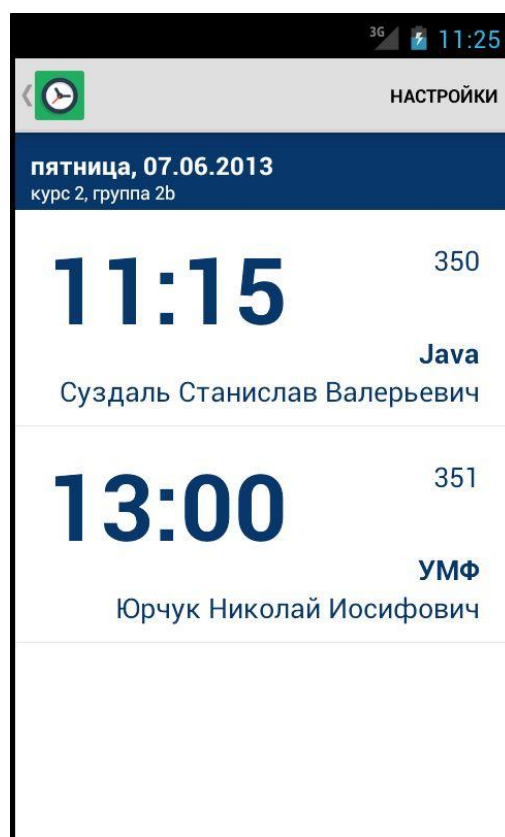 3G 11:25
НАСТРОЙКИ
пятница, 07.06.2013
курс 2, группа 2b
11:15 350
Java
Суздаль Станислав Валерьевич
13:00 351
УМФ
Юрчук Николай Иосифович